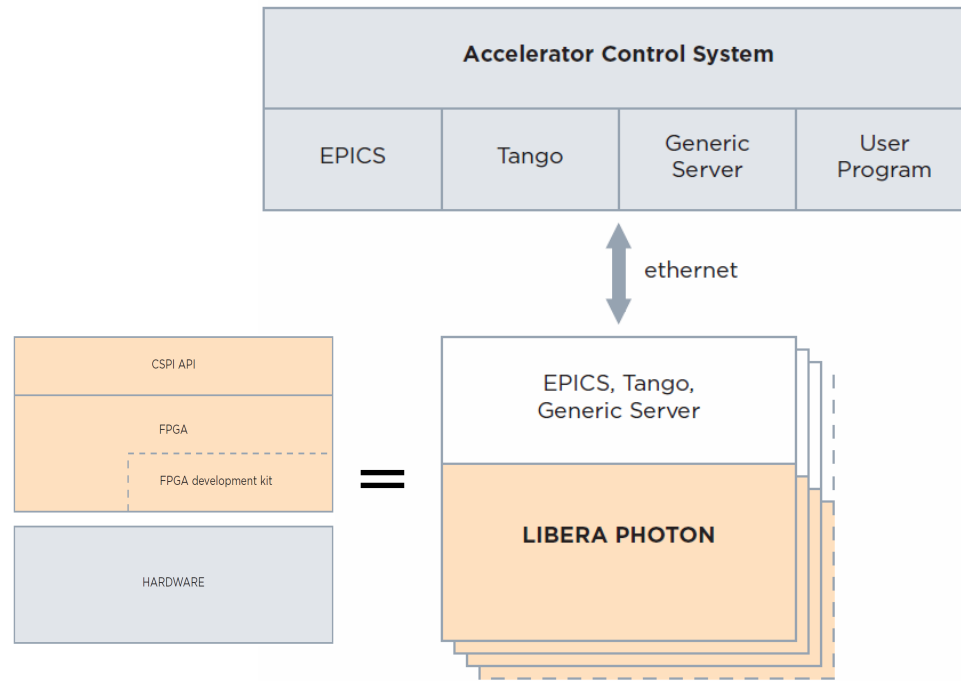 Accelerator Control System
EPICS
Tango
Generic
Server
User
Program
ethernet
CSPI API
FPGA
FPGA development kit
HARDWARE
=
EPICS, Tango,
Generic Server
LIBERA PHOTON